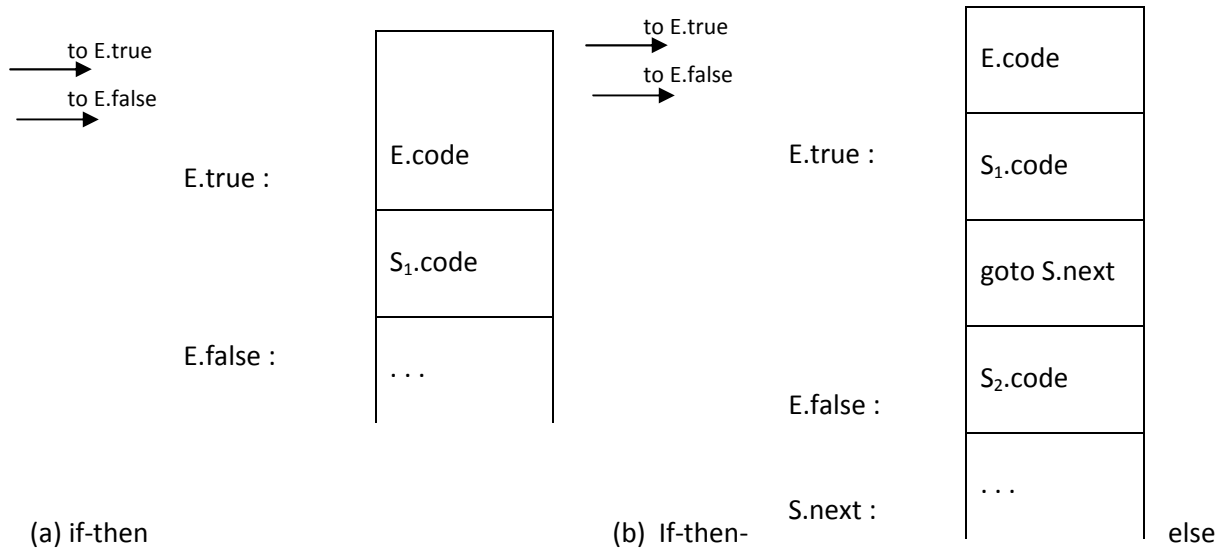 to E.true
to E.false
E.code
E.true :
S₁.code
E.false :
. . .
(a) if-then
to E.true
to E.false
E.code
E.true :
S₁.code
goto S.next
S₂.code
E.false :
. . .
S.next :
(b) If-then- else